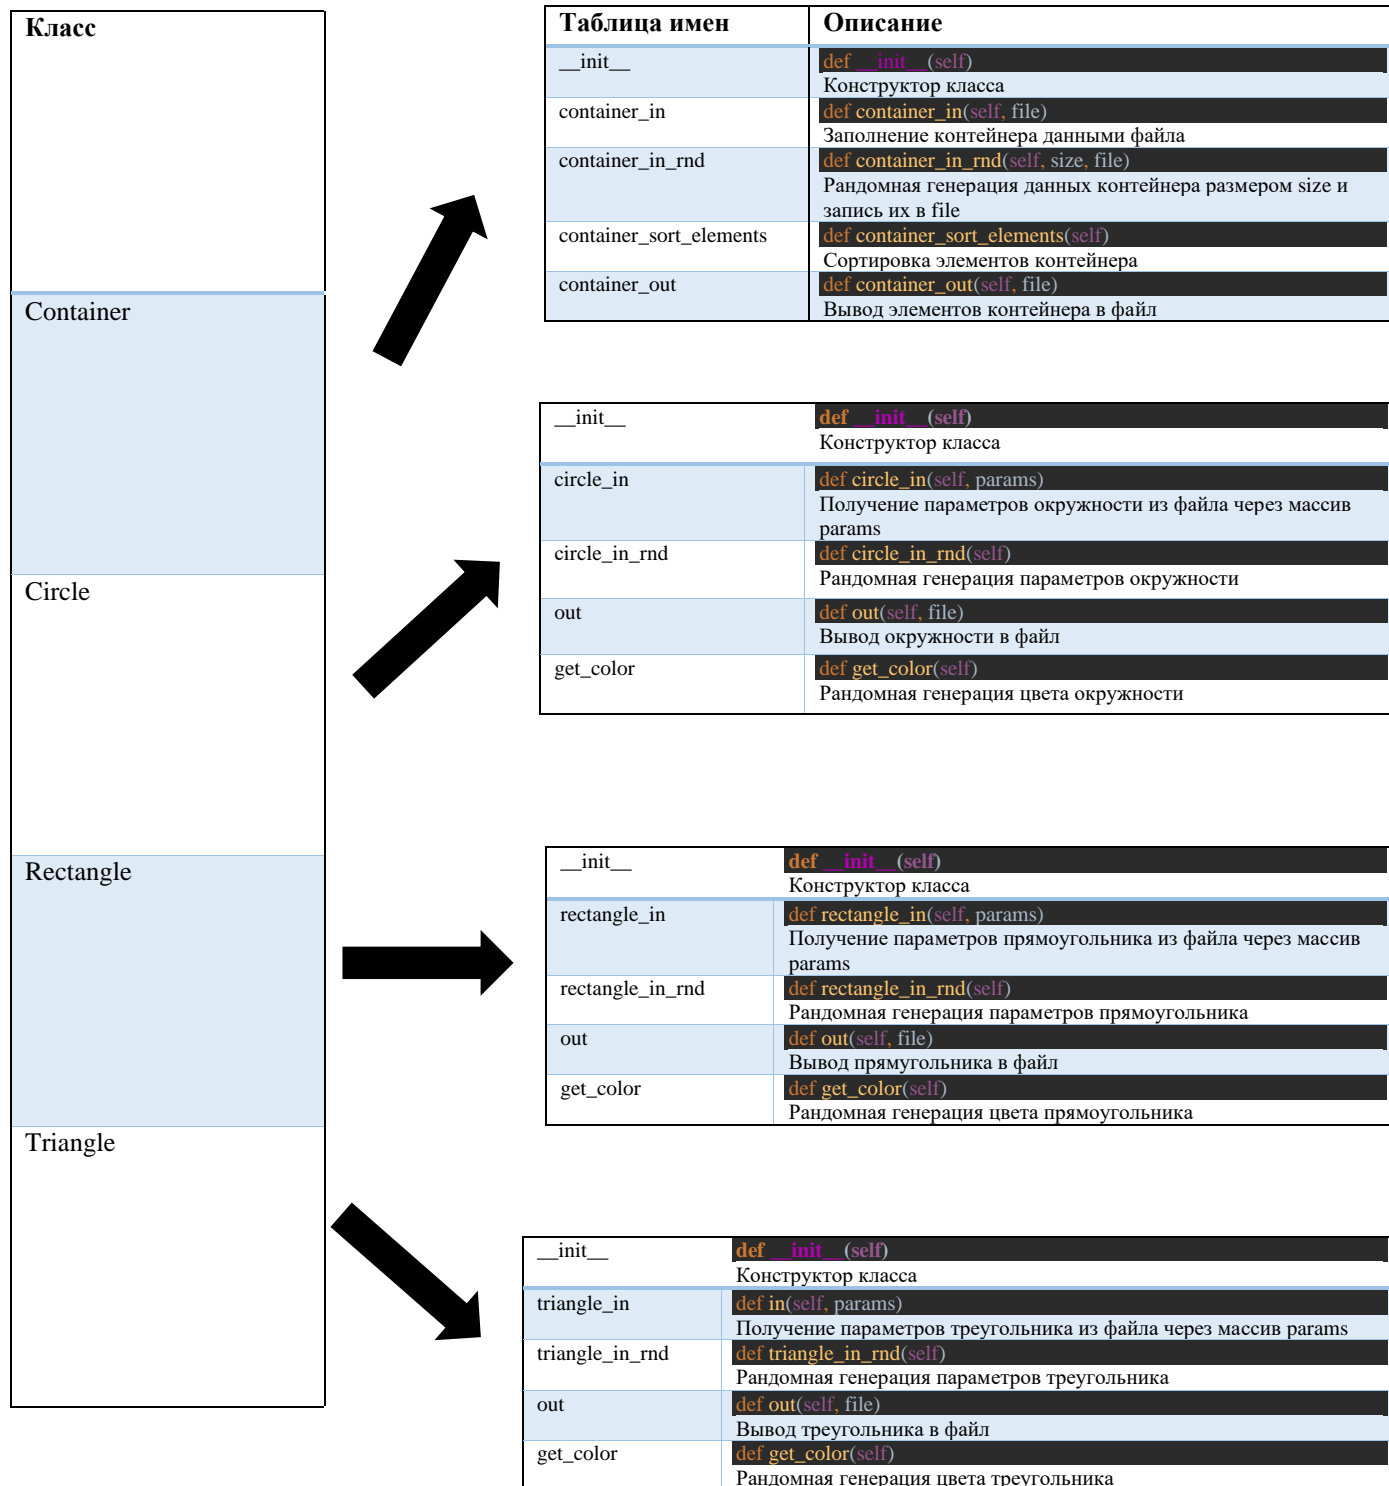 Класс
Container
Circle
Rectangle
Triangle
Таблица имен Описание
__init__ def __init__(self)
Конструктор класса
container_in def container_in(self, file)
Заполнение контейнера данными файла
container_in_rnd def container_in_rnd(self, size, file)
Рандомная генерация данных контейнера размером size и
запись их в file
container_sort_elements def container_sort_elements(self)
Сортировка элементов контейнера
container_out def container_out(self, file)
Вывод элементов контейнера в файл
__init__ def __init__(self)
Конструктор класса
circle_in def circle_in(self, params)
Получение параметров окружности из файла через массив
params
circle_in_rnd def circle_in_rnd(self)
Рандомная генерация параметров окружности
out def out(self, file)
Вывод окружности в файл
get_color def get_color(self)
Рандомная генерация цвета окружности
__init__ def __init__(self)
Конструктор класса
rectangle_in def rectangle_in(self, params)
Получение параметров прямоугольника из файла через массив
params
rectangle_in_rnd def rectangle_in_rnd(self)
Рандомная генерация параметров прямоугольника
out def out(self, file)
Вывод прямугольника в файл
get_color def get_color(self)
Рандомная генерация цвета прямоугольника
__init__ def __init__(self)
Конструктор класса
triangle_in def in(self, params)
Получение параметров треугольника из файла через массив params
triangle_in_rnd def triangle_in_rnd(self)
Рандомная генерация параметров треугольника
out def out(self, file)
Вывод треугольника в файл
get_color def get_color(self)
Рандомная генерация цвета треугольника